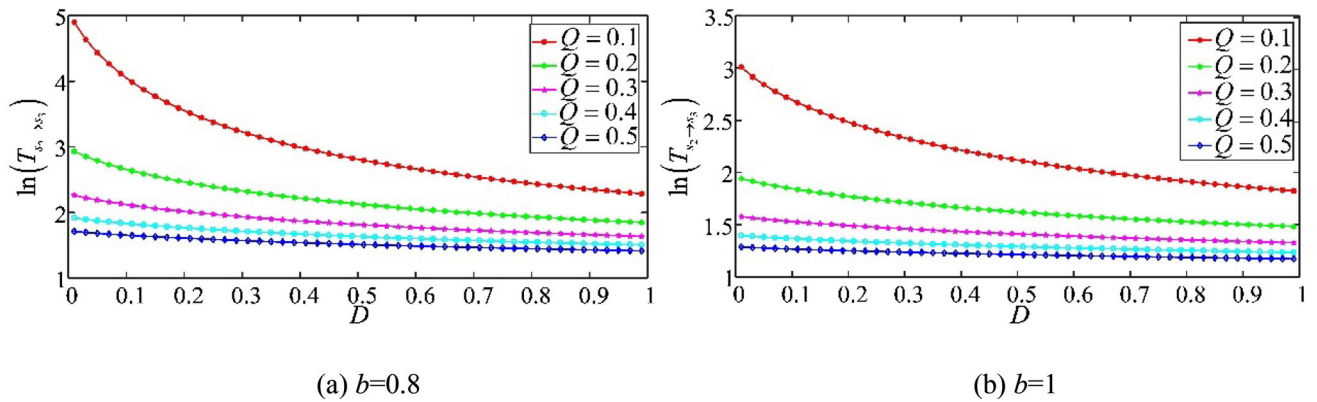 5
4
3
2
1
ln(T_{s_1→s_3})
0 0.1 0.2 0.3 0.4 0.5 0.6 0.7 0.8 0.9 1
D
Q = 0.1
Q = 0.2
Q = 0.3
Q = 0.4
Q = 0.5
(a) b=0.8
3.5
3
2.5
2
1.5
1
ln(T_{s_2→s_3})
0 0.1 0.2 0.3 0.4 0.5 0.6 0.7 0.8 0.9 1
D
Q = 0.1
Q = 0.2
Q = 0.3
Q = 0.4
Q = 0.5
(b) b=1